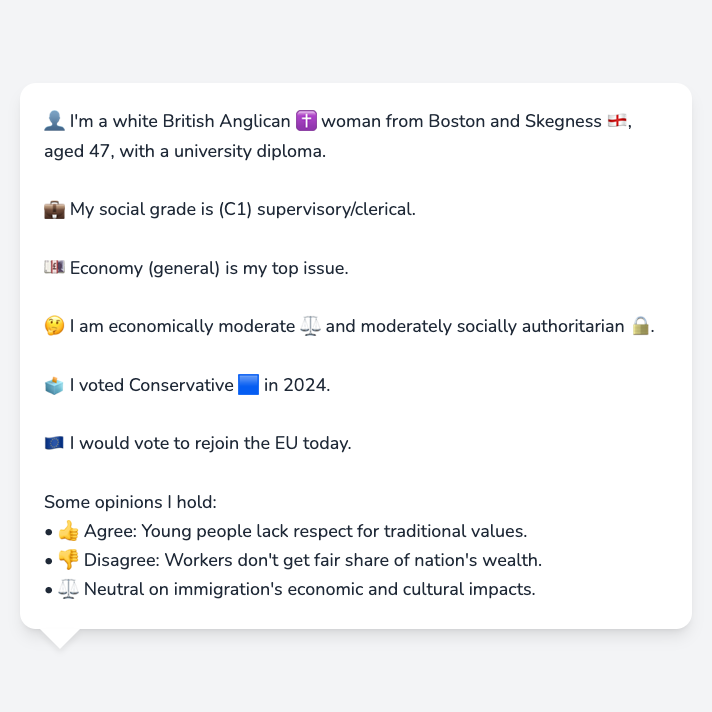 👤 I'm a white British Anglican ✝️ woman from Boston and Skegness 🏴󠁧󠁢󠁥󠁮󠁧󠁿,
aged 47, with a university diploma.
💼 My social grade is (C1) supervisory/clerical.
💷 Economy (general) is my top issue.
🤔 I am economically moderate ⚖️ and moderately socially authoritarian 🔒.
🗳️ I voted Conservative 🟦 in 2024.
🇪🇺 I would vote to rejoin the EU today.
Some opinions I hold:
• 👍 Agree: Young people lack respect for traditional values.
• 👎 Disagree: Workers don't get fair share of nation's wealth.
• ⚖️ Neutral on immigration's economic and cultural impacts.